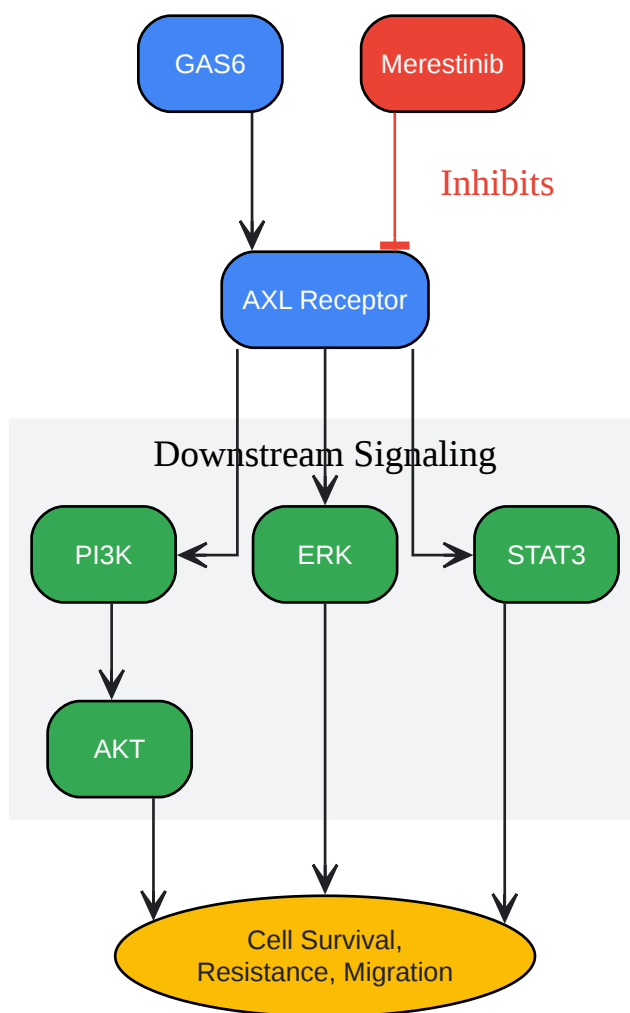 GAS6
Merestinib
Inhibits
AXL Receptor
Downstream Signaling
PI3K
ERK
STAT3
AKT
Cell Survival,
Resistance, Migration